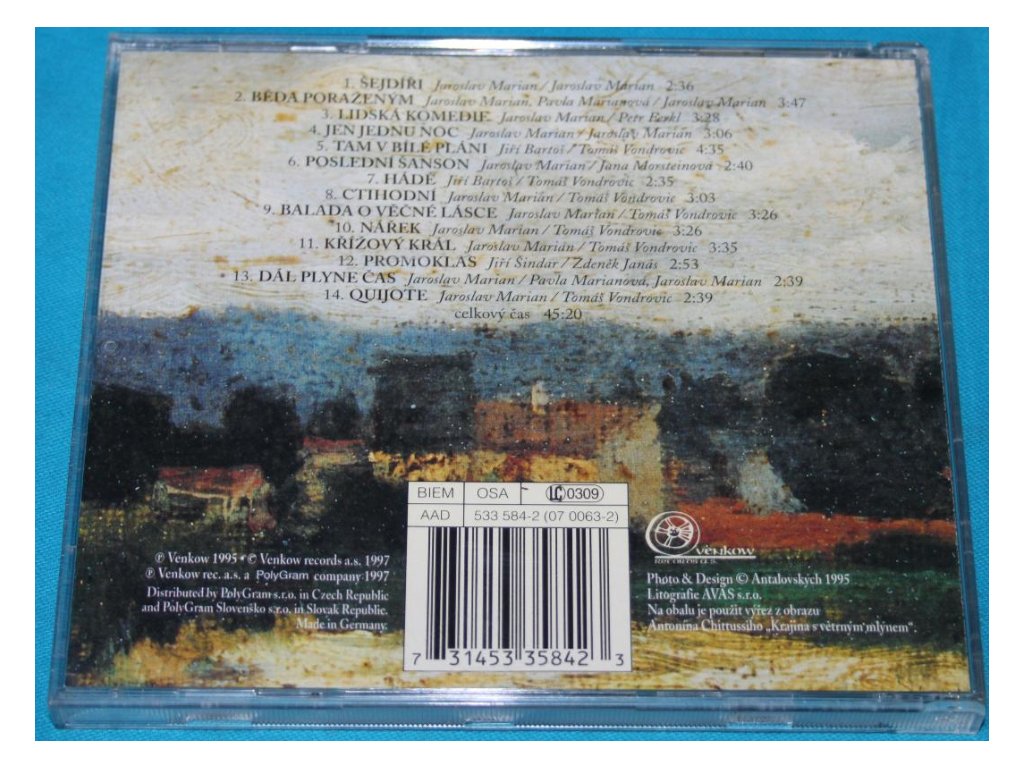 1. ŠEJDÍŘI Jaroslav Marian / Jaroslav Marian 2:36
2. BĚDA PORAŽENÝM Jaroslav Marian, Pavla Marianová / Jaroslav Marian 3:47
3. LIDSKÁ KOMEDIE Jaroslav Marian / Petr 3:28
4. JEN JEDNU NOC Jaroslav Marian / Jaroslav Marian 3:06
5. TAM V BÍLÉ PLÁNI Jiří Bartoš / Tomáš Vondrovic 4:35
6. POSLEDNÍ ŠANSON Jaroslav Marian / Jana Morsteinová 2:40
7. HÁDĚ Jiří Bartoš / Tomáš Vondrovic 2:35
8. CTIHODNÍ Jaroslav Marián / Tomáš Vondrovic 3:03
9. BALADA O VĚČNÉ LÁSCE Jaroslav Marian / Tomáš Vondrovic 3:26
10. NÁŘEK Jaroslav Marian / Tomáš Vondrovic 3:26
11. KŘÍŽOVÝ KRÁL Jaroslav Marian / Tomáš Vondrovic 3:35
12. PROMOKLAS Jiří Šindar / Zdeněk Janás 2:53
13. DÁL PLYNE ČAS Jaroslav Marian / Pavla Marianová, Jaroslav Marian 2:39
14. QUIJOTE Jaroslav Marian / Tomáš Vondrovic 2:39
celkový čas 45:20
BIEM OSA LC 0309
AAD 533 584-2 (07 0063-2)
7 31453 35842 3
℗ Venkow 1995 • © Venkow records a.s. 1997
℗ Venkow rec. a.s. a PolyGram company 1997
Distributed by PolyGram s.r.o. in Czech Republic
and PolyGram Slovenško s.r.o. in Slovak Republic.
Made in Germany.
VENKOW
RECORDS a.s.
Photo & Design © Antalovských 1995
Litografie AVAS s.r.o.
Na obalu je použit výřez z obrazu
Antonína Chittussiho „Krajina s větrným mlýnem".